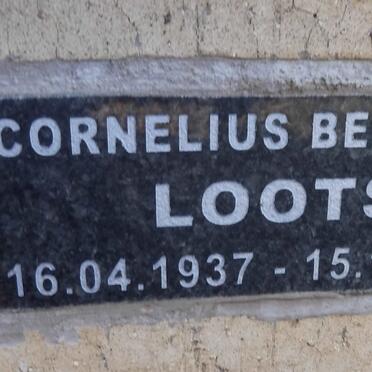 CORNELIUS BE
LOOTS
16.04.1937 - 15.